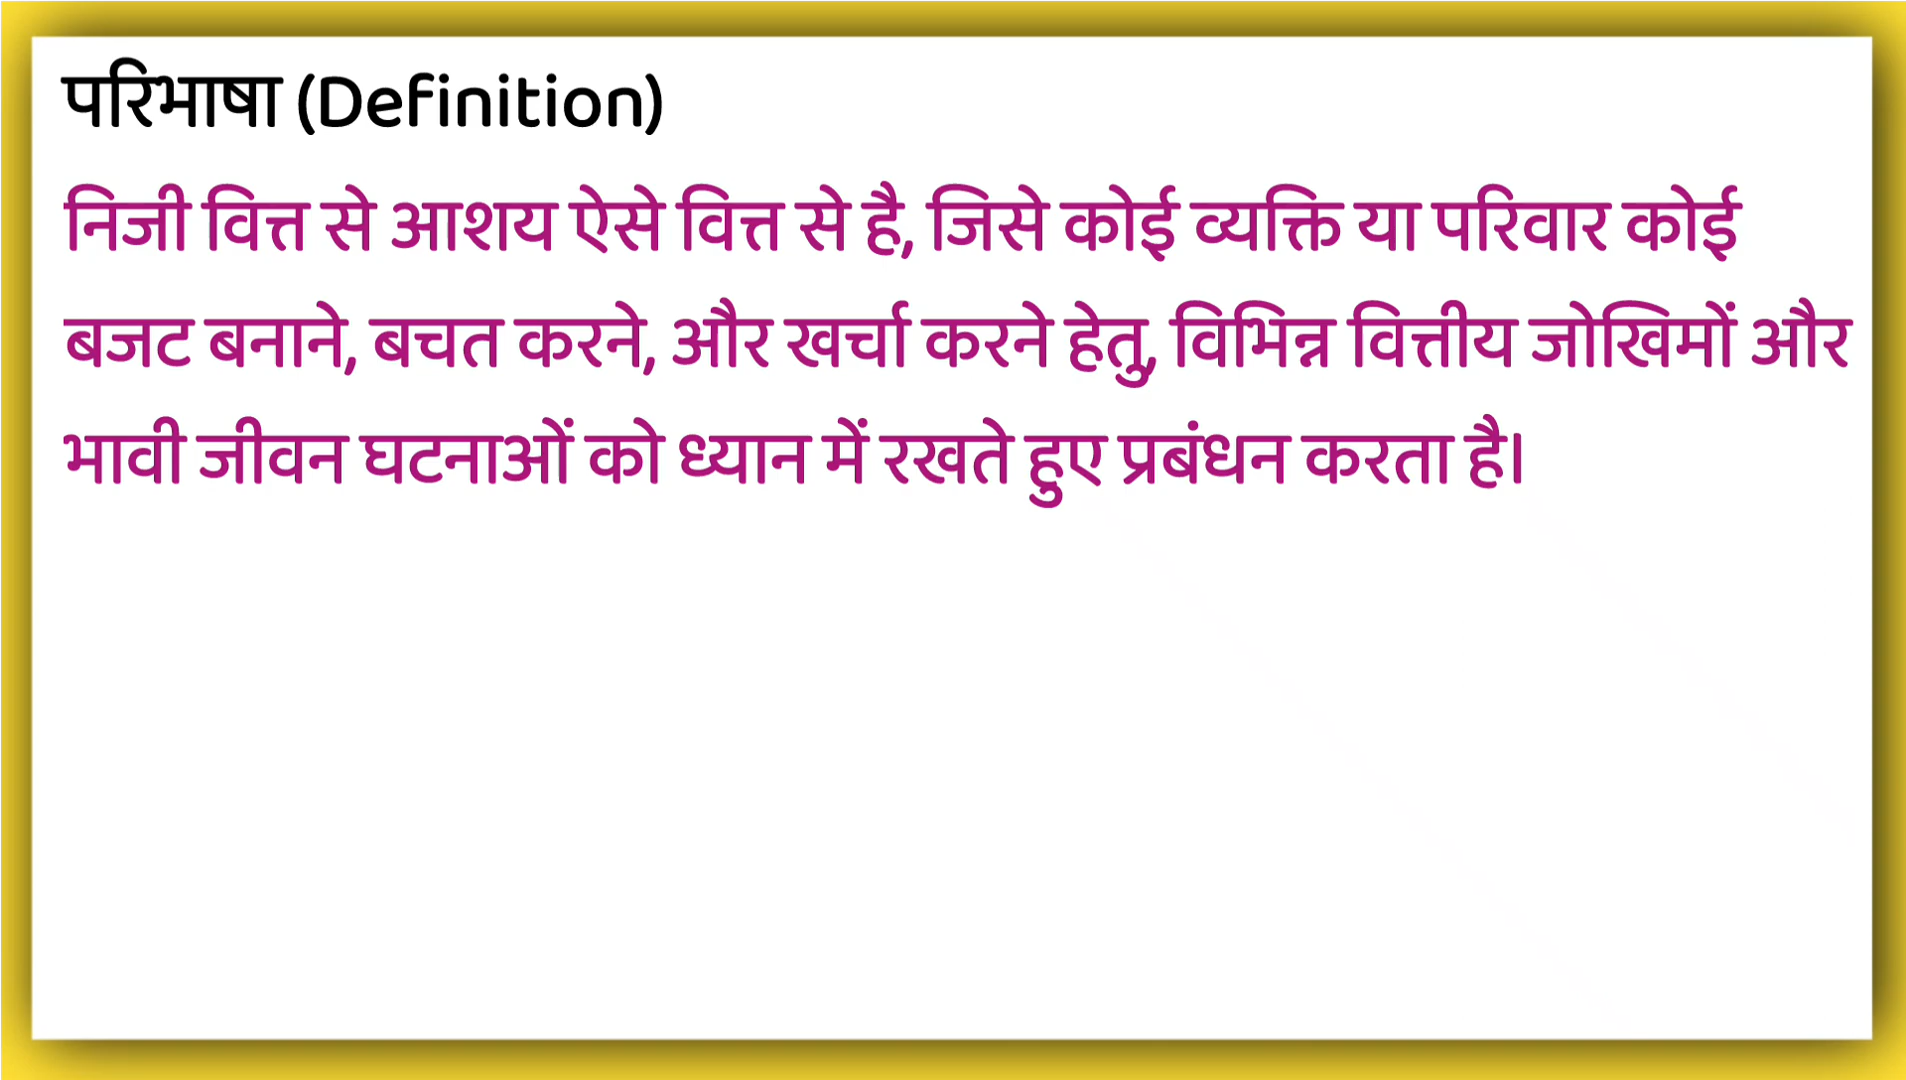 परिभाषा (Definition)
निजी वित्त से आशय ऐसे वित्त से है, जिसे कोई व्यक्ति या परिवार कोई
बजट बनाने, बचत करने, और खर्चा करने हेतु, विभिन्न वित्तीय जोखिमों और
भावी जीवन घटनाओं को ध्यान में रखते हुए प्रबंधन करता है।